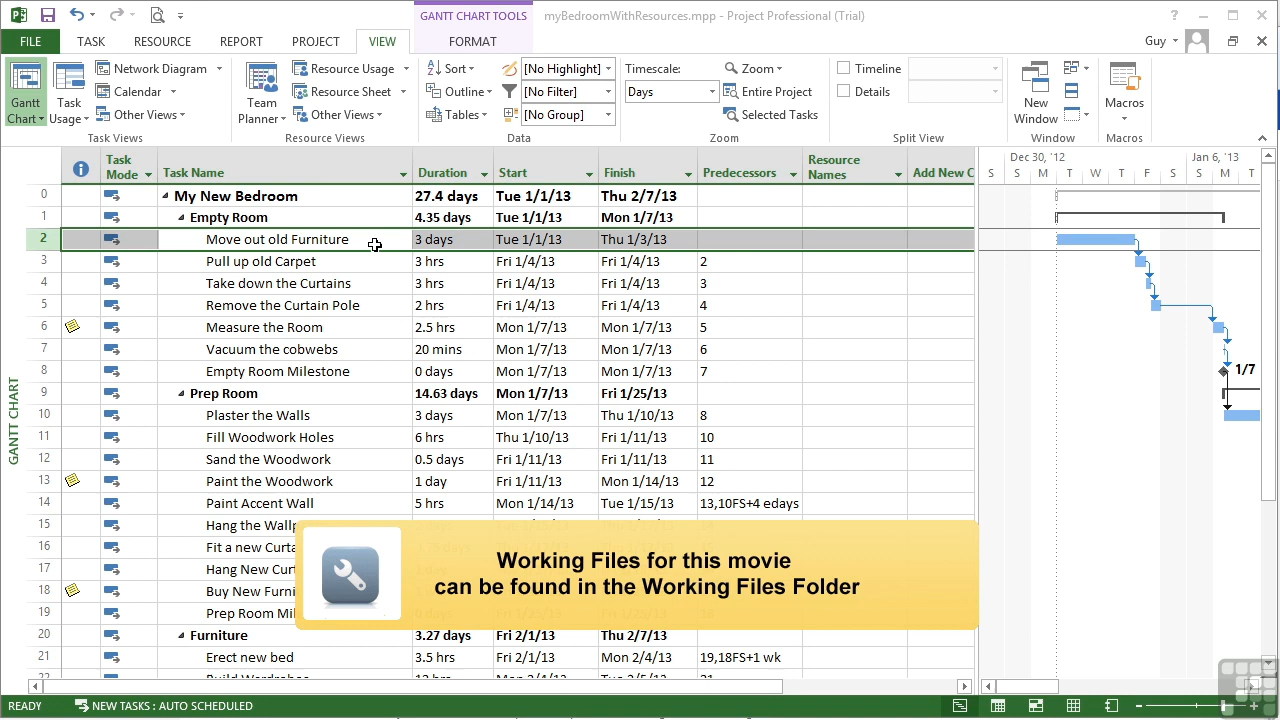 GANTT CHART TOOLS
myBedroomWithResources.mpp - Project Professional (Trial)
FILE TASK RESOURCE REPORT PROJECT VIEW FORMAT
Guy
Gantt Chart
Task Usage
Network Diagram
Calendar
Other Views
Task Views
Team Planner
Resource Usage
Resource Sheet
Other Views
Resource Views
Sort
Outline
Tables
[No Highlight]
[No Filter]
[No Group]
Data
Timescale:
Days
Zoom
Entire Project
Selected Tasks
Zoom
Timeline
Details
Split View
New Window
Window
Macros
Macros
Task Mode Task Name Duration Start Finish Predecessors Resource Names Add New C
Dec 30, '12 Jan 6, '13
S S M T W T F S S M T
0 My New Bedroom 27.4 days Tue 1/1/13 Thu 2/7/13
1 Empty Room 4.35 days Tue 1/1/13 Mon 1/7/13
2 Move out old Furniture 3 days Tue 1/1/13 Thu 1/3/13
3 Pull up old Carpet 3 hrs Fri 1/4/13 Fri 1/4/13 2
4 Take down the Curtains 3 hrs Fri 1/4/13 Fri 1/4/13 3
5 Remove the Curtain Pole 2 hrs Fri 1/4/13 Fri 1/4/13 4
6 Measure the Room 2.5 hrs Mon 1/7/13 Mon 1/7/13 5
7 Vacuum the cobwebs 20 mins Mon 1/7/13 Mon 1/7/13 6
8 Empty Room Milestone 0 days Mon 1/7/13 Mon 1/7/13 7
1/7
9 Prep Room 14.63 days Mon 1/7/13 Fri 1/25/13
10 Plaster the Walls 3 days Mon 1/7/13 Thu 1/10/13 8
11 Fill Woodwork Holes 6 hrs Thu 1/10/13 Fri 1/11/13 10
12 Sand the Woodwork 0.5 days Fri 1/11/13 Fri 1/11/13 11
13 Paint the Woodwork 1 day Fri 1/11/13 Mon 1/14/13 12
14 Paint Accent Wall 5 hrs Mon 1/14/13 Tue 1/15/13 13,10FS+4 edays
15 Hang the Wallp
16 Fit a new Curta
17 Hang New Cur
18 Buy New Furni
19 Prep Room Mil
Working Files for this movie
can be found in the Working Files Folder
20 Furniture 3.27 days Fri 2/1/13 Thu 2/7/13
21 Erect new bed 3.5 hrs Fri 2/1/13 Mon 2/4/13 19,18FS+1 wk
GANTT CHART
READY NEW TASKS : AUTO SCHEDULED